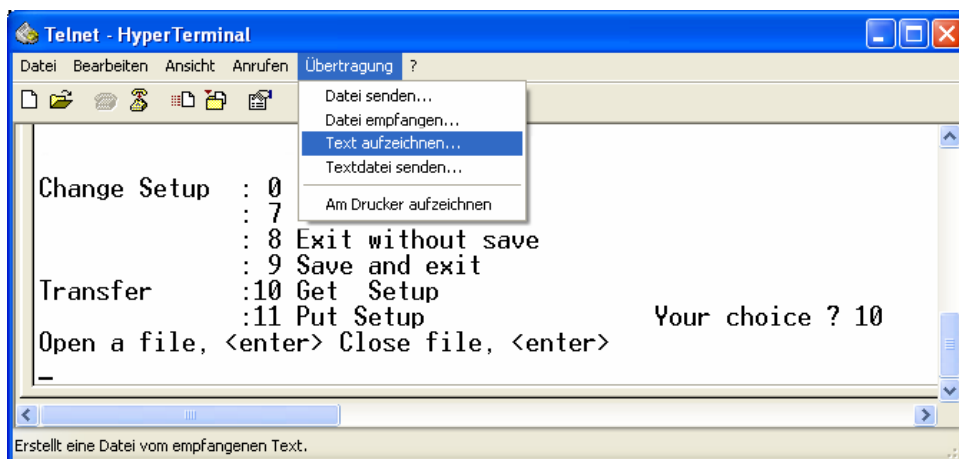 Telnet - HyperTerminal
Datei Bearbeiten Ansicht Anrufen Übertragung ?
Datei senden...
Datei empfangen...
Text aufzeichnen...
Textdatei senden...
Am Drucker aufzeichnen
Change Setup : 0
: 7
: 8 Exit without save
: 9 Save and exit
Transfer :10 Get Setup
:11 Put Setup Your choice ? 10
Open a file, <enter> Close file, <enter>
_
Erstellt eine Datei vom empfangenen Text.